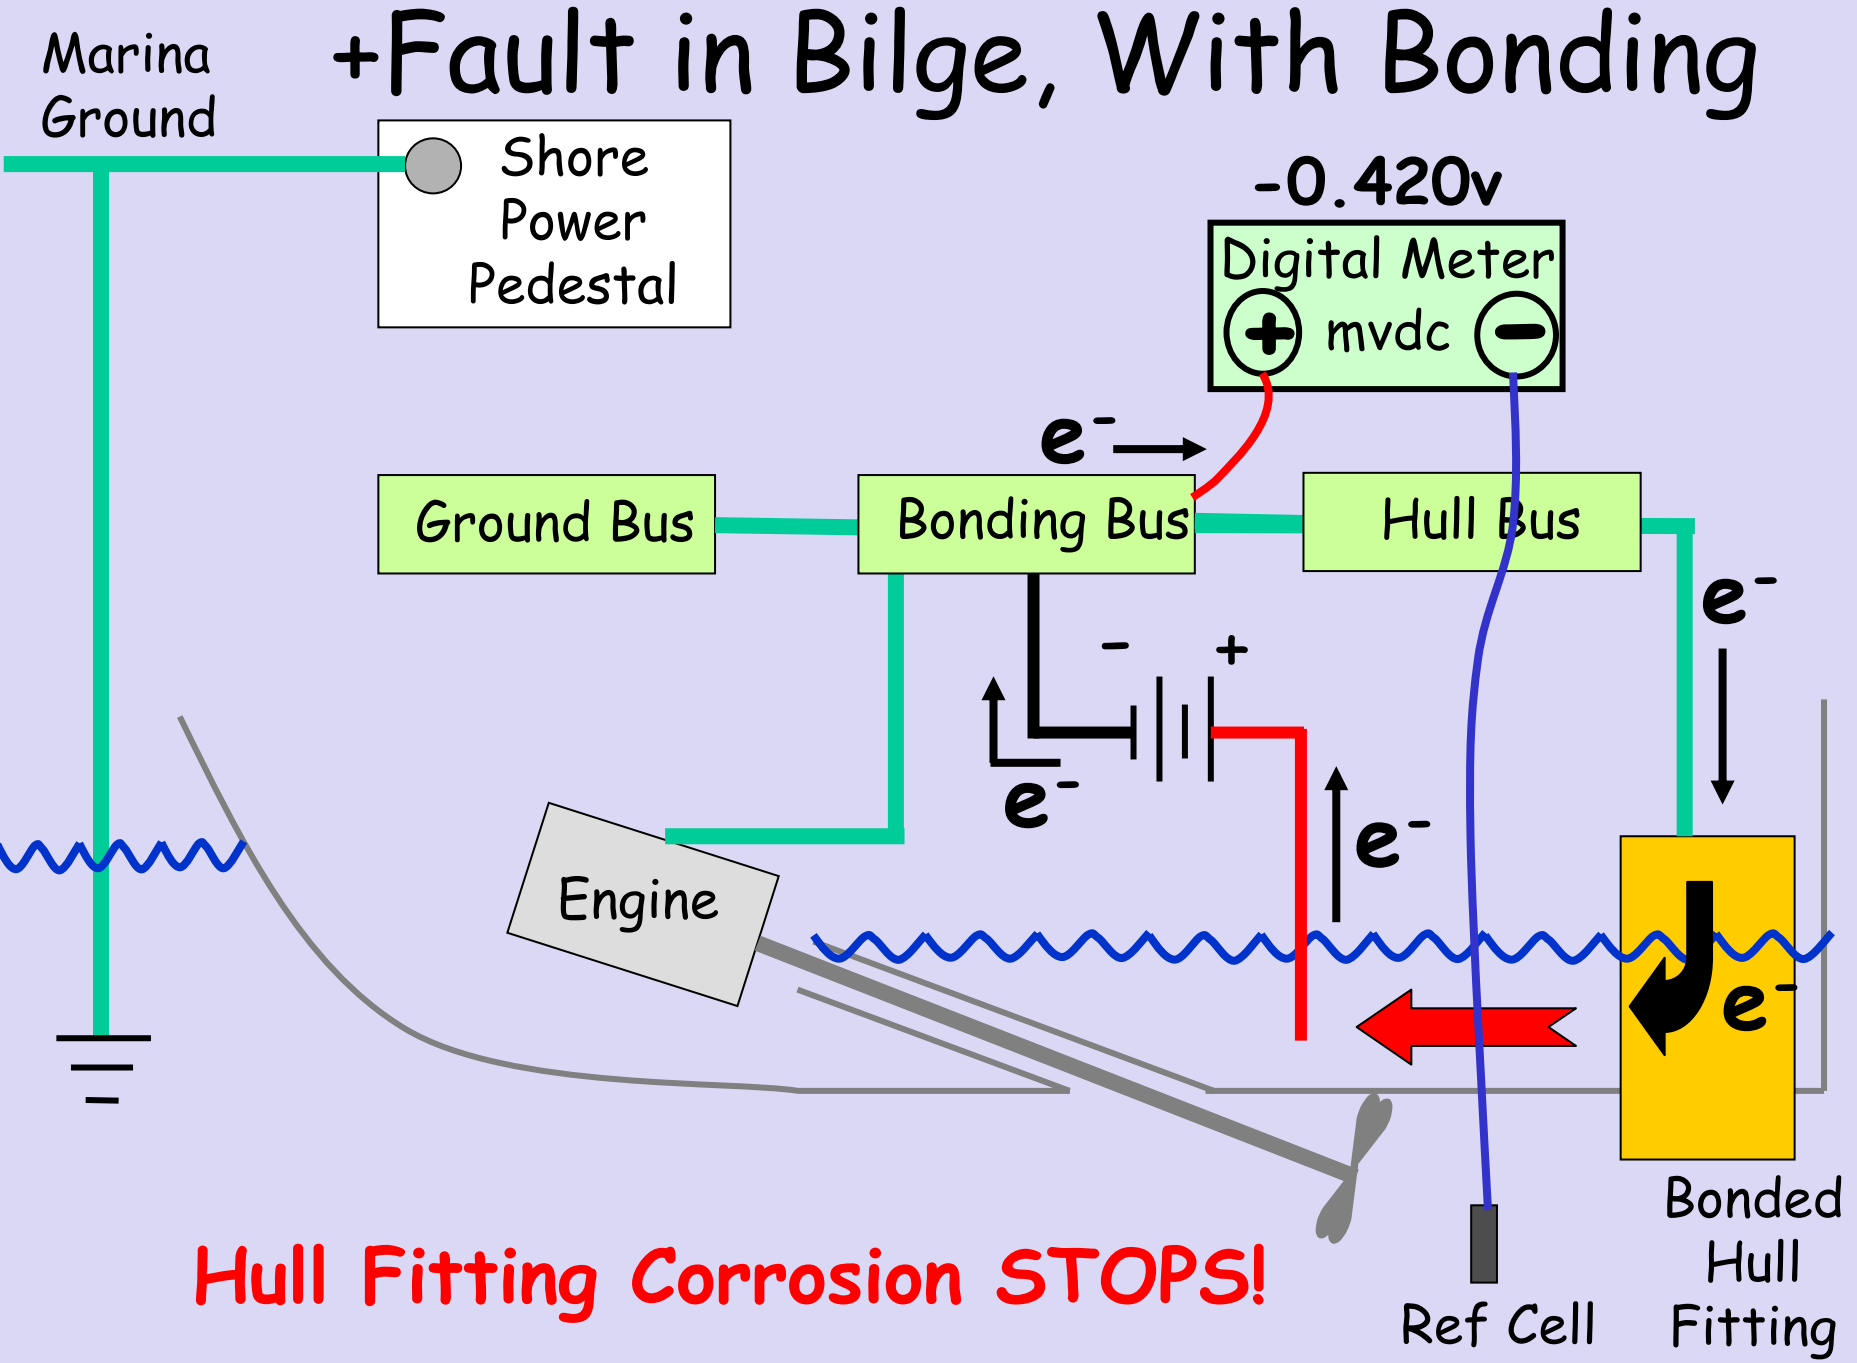 +Fault in Bilge, With Bonding
Marina
Ground
Shore
Power
Pedestal
-0.420v
Digital Meter
+ mvdc −
e-
Ground Bus
Bonding Bus
Hull Bus
e-
- +
e-
e-
Engine
e-
Bonded
Hull
Fitting
Hull Fitting Corrosion STOPS!
Ref Cell